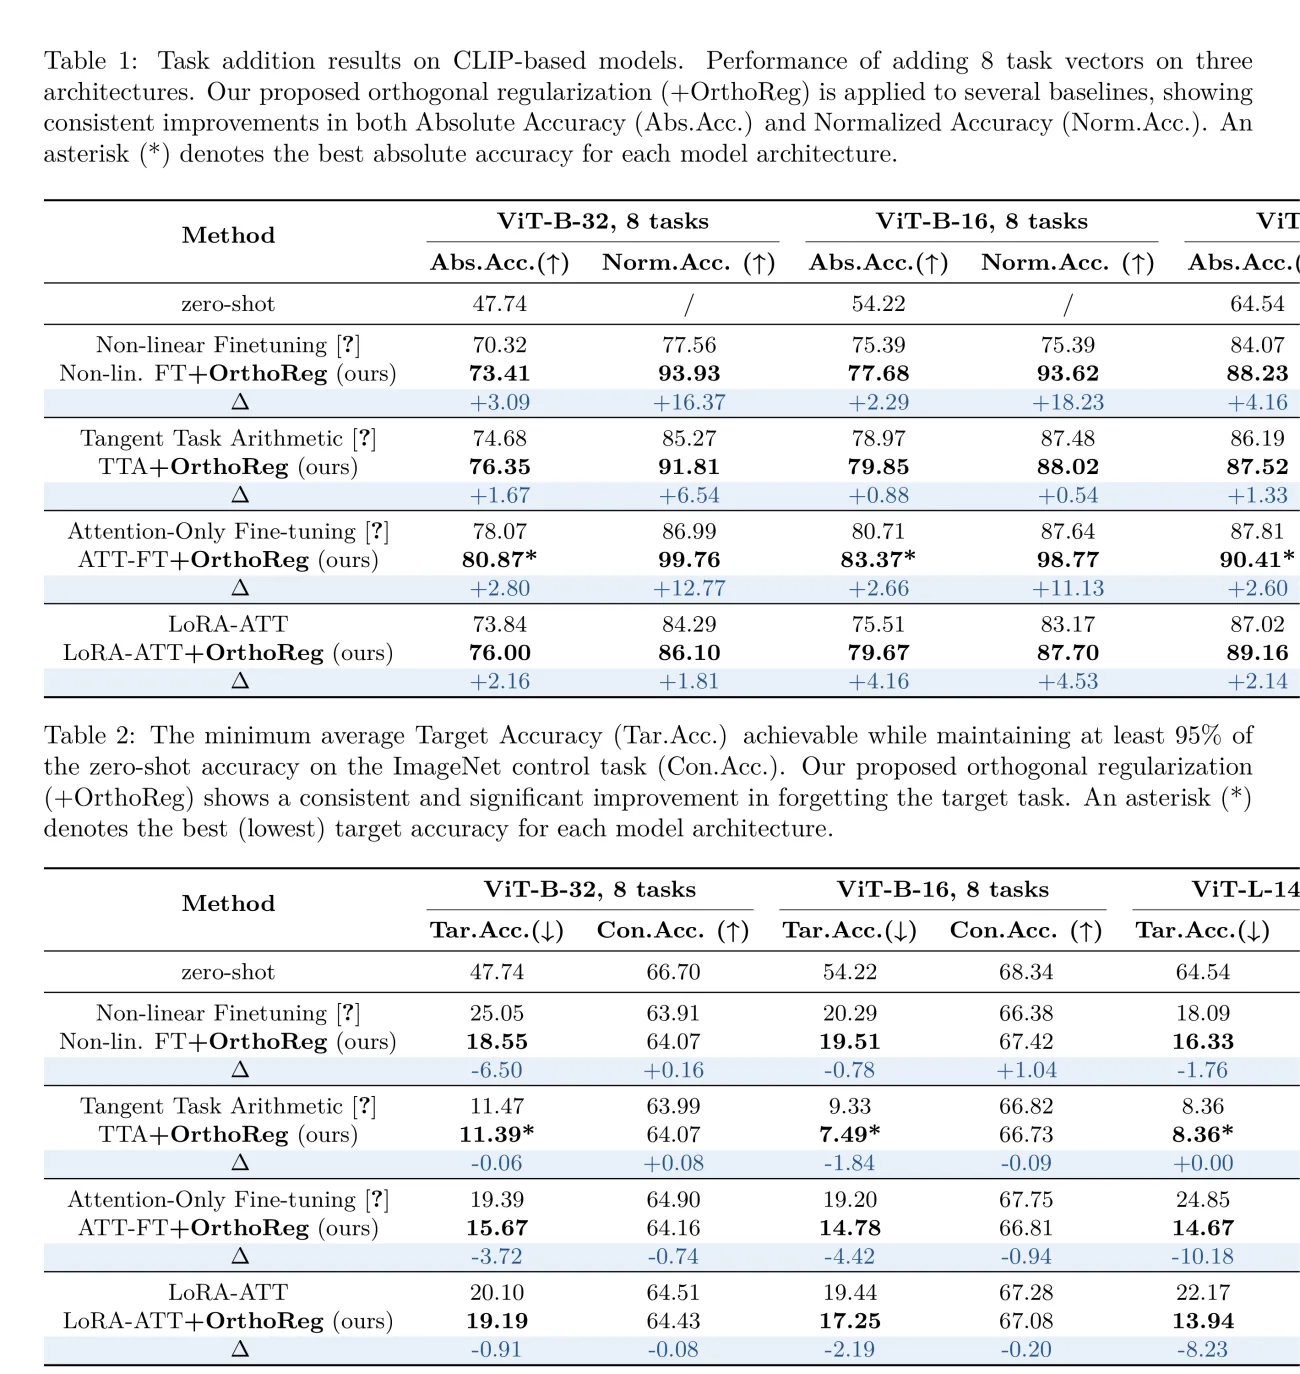 Table 1: Task addition results on CLIP-based models. Performance of adding 8 task vectors on three
architectures. Our proposed orthogonal regularization (+OrthoReg) is applied to several baselines, showing
consistent improvements in both Absolute Accuracy (Abs.Acc.) and Normalized Accuracy (Norm.Acc.). An
asterisk (*) denotes the best absolute accuracy for each model architecture.
Method ViT-B-32, 8 tasks ViT-B-16, 8 tasks ViT
Abs.Acc.(↑) Norm.Acc. (↑) Abs.Acc.(↑) Norm.Acc. (↑) Abs.Acc.(
zero-shot 47.74 / 54.22 / 64.54
Non-linear Finetuning [?] 70.32 77.56 75.39 75.39 84.07
Non-lin. FT+OrthoReg (ours) 73.41 93.93 77.68 93.62 88.23
Δ +3.09 +16.37 +2.29 +18.23 +4.16
Tangent Task Arithmetic [?] 74.68 85.27 78.97 87.48 86.19
TTA+OrthoReg (ours) 76.35 91.81 79.85 88.02 87.52
Δ +1.67 +6.54 +0.88 +0.54 +1.33
Attention-Only Fine-tuning [?] 78.07 86.99 80.71 87.64 87.81
ATT-FT+OrthoReg (ours) 80.87* 99.76 83.37* 98.77 90.41*
Δ +2.80 +12.77 +2.66 +11.13 +2.60
LoRA-ATT 73.84 84.29 75.51 83.17 87.02
LoRA-ATT+OrthoReg (ours) 76.00 86.10 79.67 87.70 89.16
Δ +2.16 +1.81 +4.16 +4.53 +2.14
Table 2: The minimum average Target Accuracy (Tar.Acc.) achievable while maintaining at least 95% of
the zero-shot accuracy on the ImageNet control task (Con.Acc.). Our proposed orthogonal regularization
(+OrthoReg) shows a consistent and significant improvement in forgetting the target task. An asterisk (*)
denotes the best (lowest) target accuracy for each model architecture.
Method ViT-B-32, 8 tasks ViT-B-16, 8 tasks ViT-L-14
Tar.Acc.(↓) Con.Acc. (↑) Tar.Acc.(↓) Con.Acc. (↑) Tar.Acc.(↓)
zero-shot 47.74 66.70 54.22 68.34 64.54
Non-linear Finetuning [?] 25.05 63.91 20.29 66.38 18.09
Non-lin. FT+OrthoReg (ours) 18.55 64.07 19.51 67.42 16.33
Δ -6.50 +0.16 -0.78 +1.04 -1.76
Tangent Task Arithmetic [?] 11.47 63.99 9.33 66.82 8.36
TTA+OrthoReg (ours) 11.39* 64.07 7.49* 66.73 8.36*
Δ -0.06 +0.08 -1.84 -0.09 +0.00
Attention-Only Fine-tuning [?] 19.39 64.90 19.20 67.75 24.85
ATT-FT+OrthoReg (ours) 15.67 64.16 14.78 66.81 14.67
Δ -3.72 -0.74 -4.42 -0.94 -10.18
LoRA-ATT 20.10 64.51 19.44 67.28 22.17
LoRA-ATT+OrthoReg (ours) 19.19 64.43 17.25 67.08 13.94
Δ -0.91 -0.08 -2.19 -0.20 -8.23